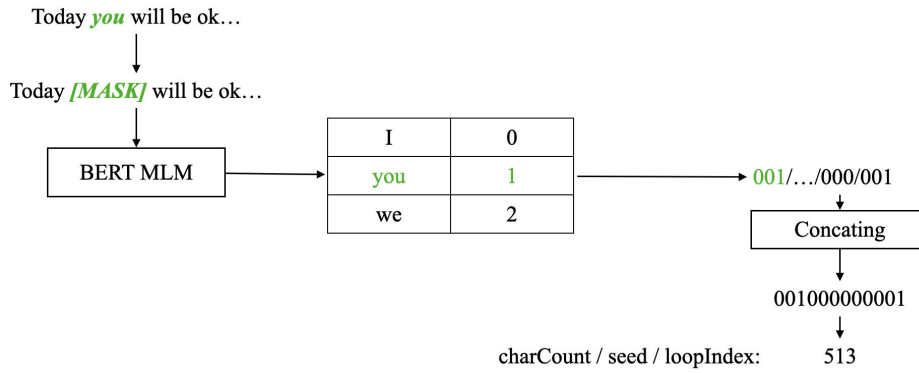 Today you will be ok…
Today [MASK] will be ok…
BERT MLM
I 0
you 1
we 2
001/…/000/001
Concating
001000000001
charCount / seed / loopIndex: 513